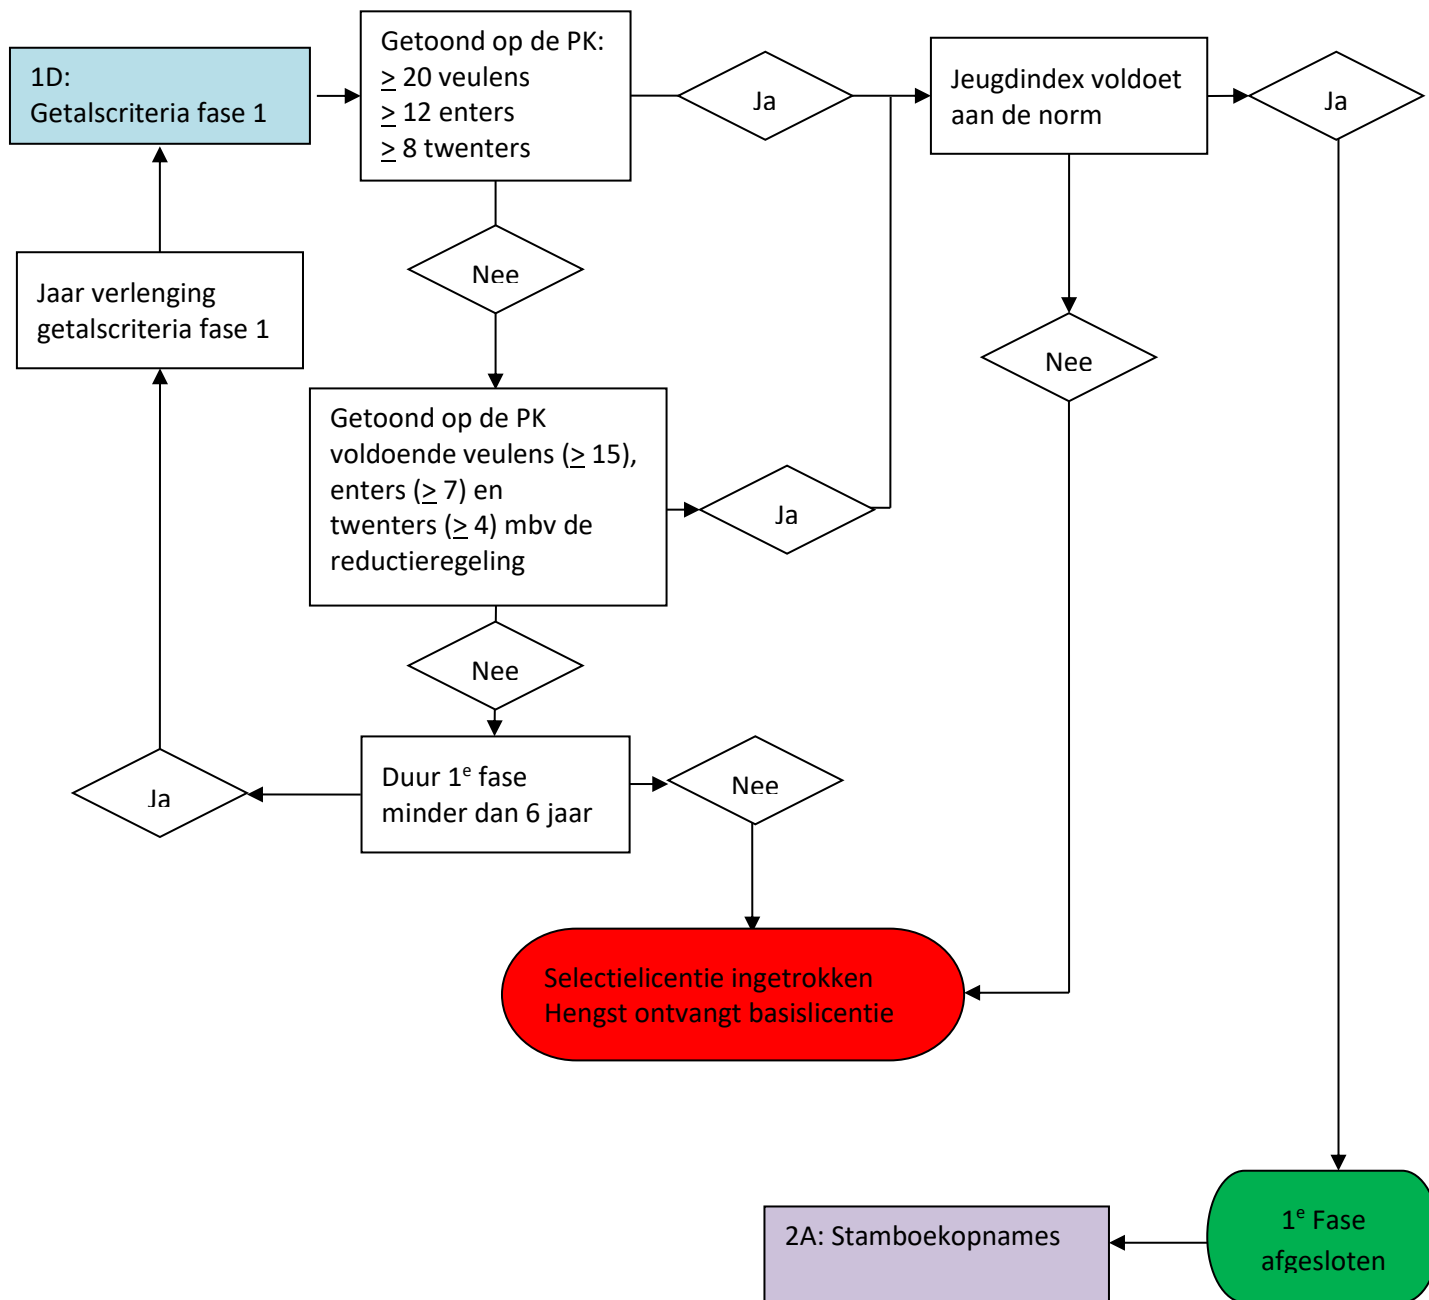 1D:
Getalscriteria fase 1
Getoond op de PK:
≥ 20 veulens
≥ 12 enters
≥ 8 twenters
Ja
Jeugdindex voldoet
aan de norm
Ja
Nee
Jaar verlenging
getalscriteria fase 1
Nee
Getoond op de PK
voldoende veulens (≥ 15),
enters (≥ 7) en
twenters (≥ 4) mbv de
reductieregeling
Ja
Nee
Ja
Duur 1e fase
minder dan 6 jaar
Nee
Selectielicentie ingetrokken
Hengst ontvangt basislicentie
2A: Stamboekopnames
1e Fase
afgesloten